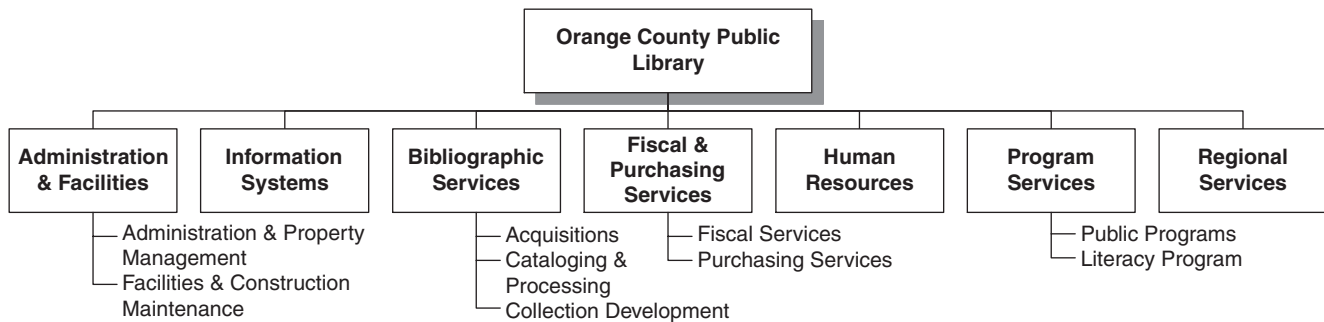 Orange County Public
Library
Administration
& Facilities
Information
Systems
Bibliographic
Services
Fiscal &
Purchasing
Services
Human
Resources
Program
Services
Regional
Services
Administration & Property
Management
Facilities & Construction
Maintenance
Acquisitions
Cataloging &
Processing
Collection Development
Fiscal Services
Purchasing Services
Public Programs
Literacy Program